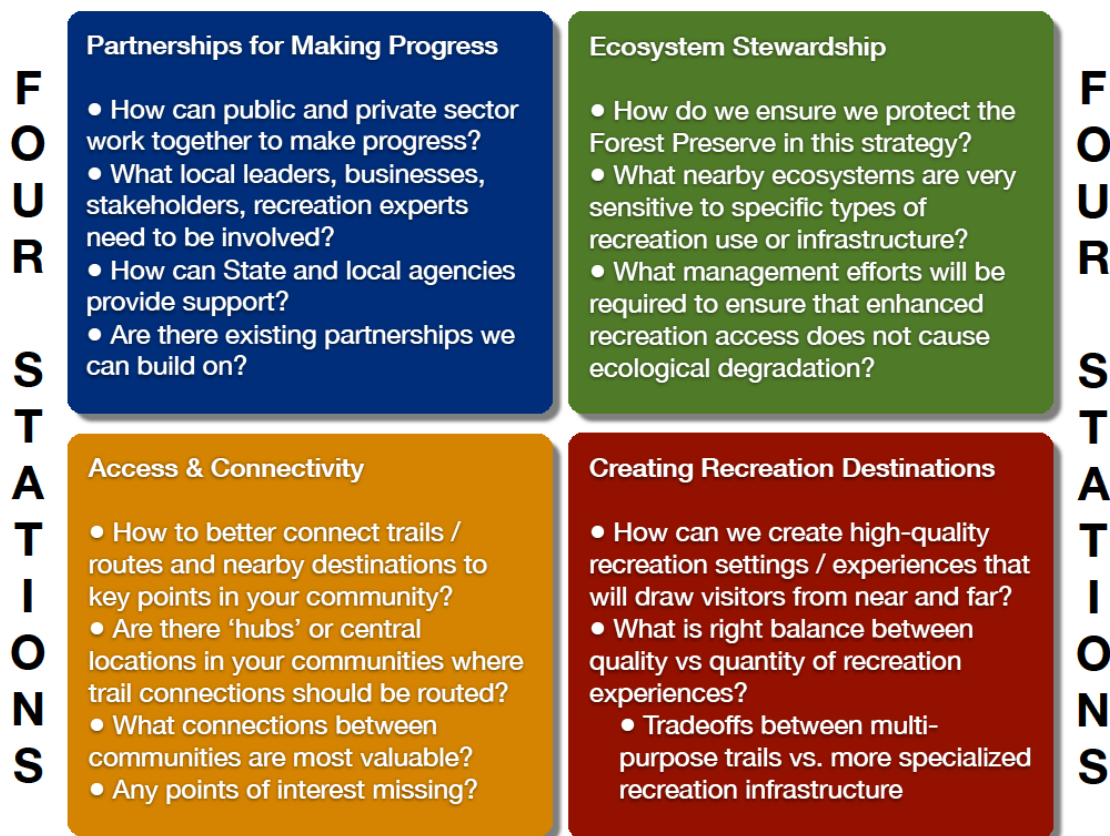 FOUR STATIONS
Partnerships for Making Progress
● How can public and private sector
work together to make progress?
● What local leaders, businesses,
stakeholders, recreation experts
need to be involved?
● How can State and local agencies
provide support?
● Are there existing partnerships we
can build on?
Ecosystem Stewardship
● How do we ensure we protect the
Forest Preserve in this strategy?
● What nearby ecosystems are very
sensitive to specific types of
recreation use or infrastructure?
● What management efforts will be
required to ensure that enhanced
recreation access does not cause
ecological degradation?
Access & Connectivity
● How to better connect trails /
routes and nearby destinations to
key points in your community?
● Are there ‘hubs’ or central
locations in your communities where
trail connections should be routed?
● What connections between
communities are most valuable?
● Any points of interest missing?
Creating Recreation Destinations
● How can we create high-quality
recreation settings / experiences that
will draw visitors from near and far?
● What is right balance between
quality vs quantity of recreation
experiences?
● Tradeoffs between multi-
purpose trails vs. more specialized
recreation infrastructure
FOUR STATIONS